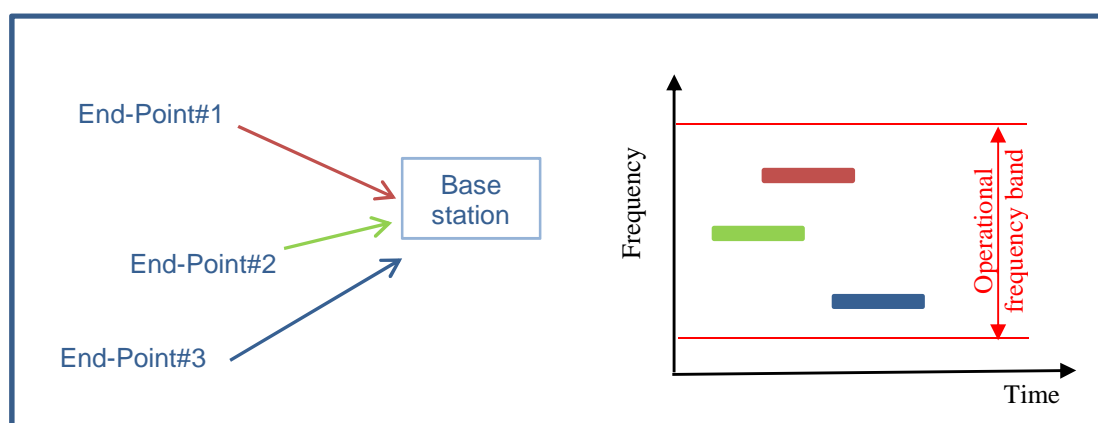 End-Point#1
End-Point#2
End-Point#3
Base
station
Frequency
Operational
frequency band
Time